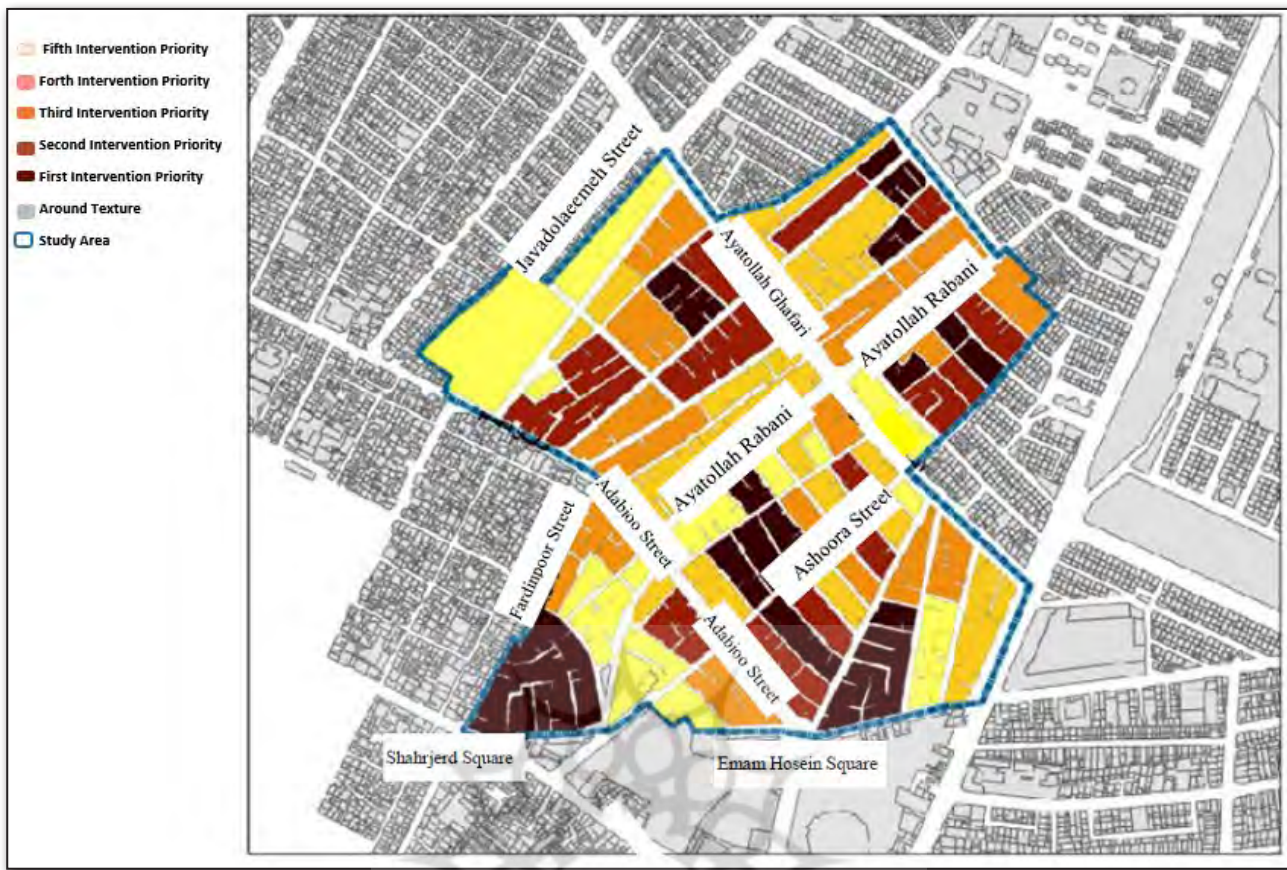 Fifth Intervention Priority
Forth Intervention Priority
Third Intervention Priority
Second Intervention Priority
First Intervention Priority
Around Texture
Study Area
Javadolaeemeh Street
Ayatollah Ghafari
Ayatollah Rabani
Ayatollah Rabani
Adabjoo Street
Ashoora Street
Fardinpoor Street
Adabjoo Street
Shahrjerd Square
Emam Hosein Square